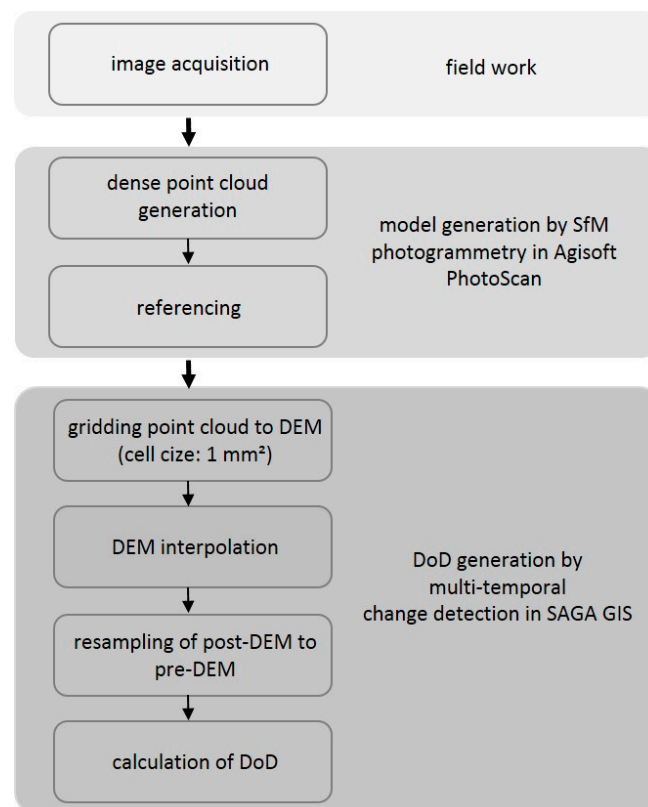 image acquisition
field work
dense point cloud
generation
referencing
model generation by SfM
photogrammetry in Agisoft
PhotoScan
gridding point cloud to DEM
(cell cize: 1 mm²)
DEM interpolation
resampling of post-DEM to
pre-DEM
calculation of DoD
DoD generation by
multi-temporal
change detection in SAGA GIS